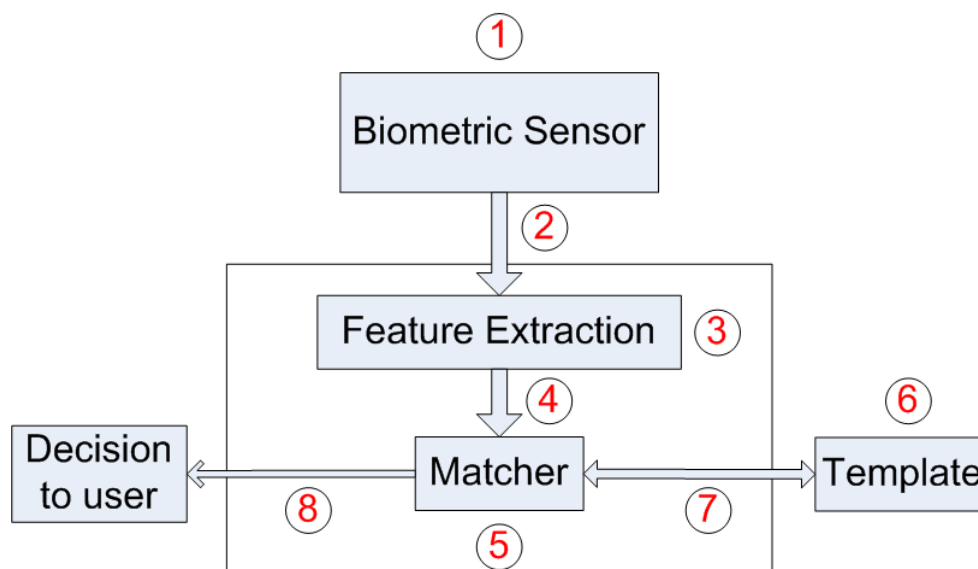 1
Biometric Sensor
2
Feature Extraction
3
4
6
Decision
to user
Matcher
Template
8
7
5